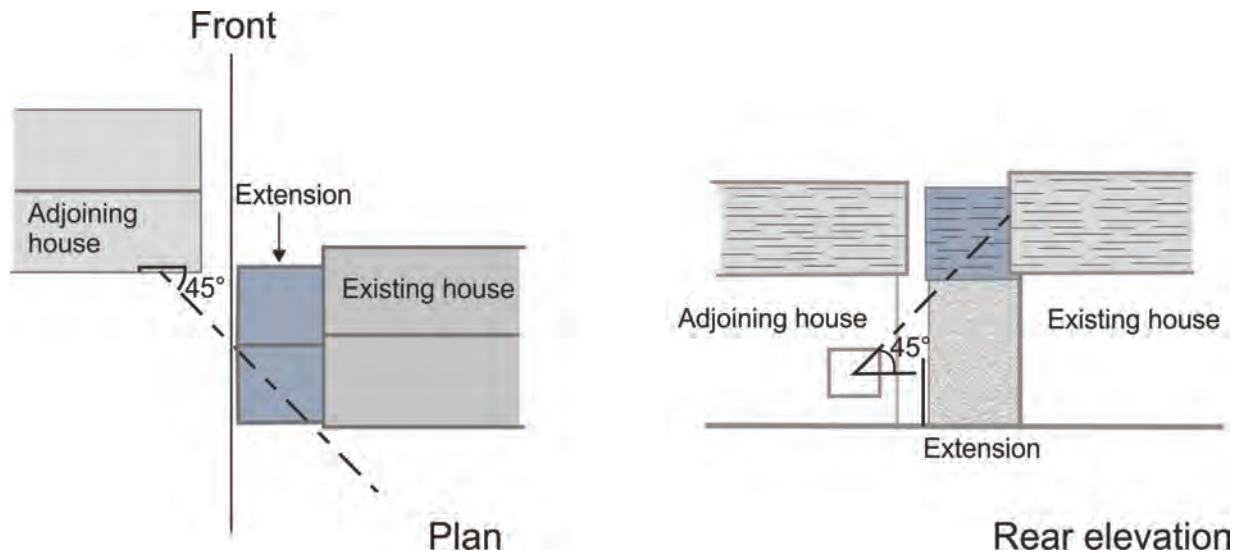 Front
Extension
Adjoining
house
45°
Existing house
Plan
Adjoining house
45°
Existing house
Extension
Rear elevation